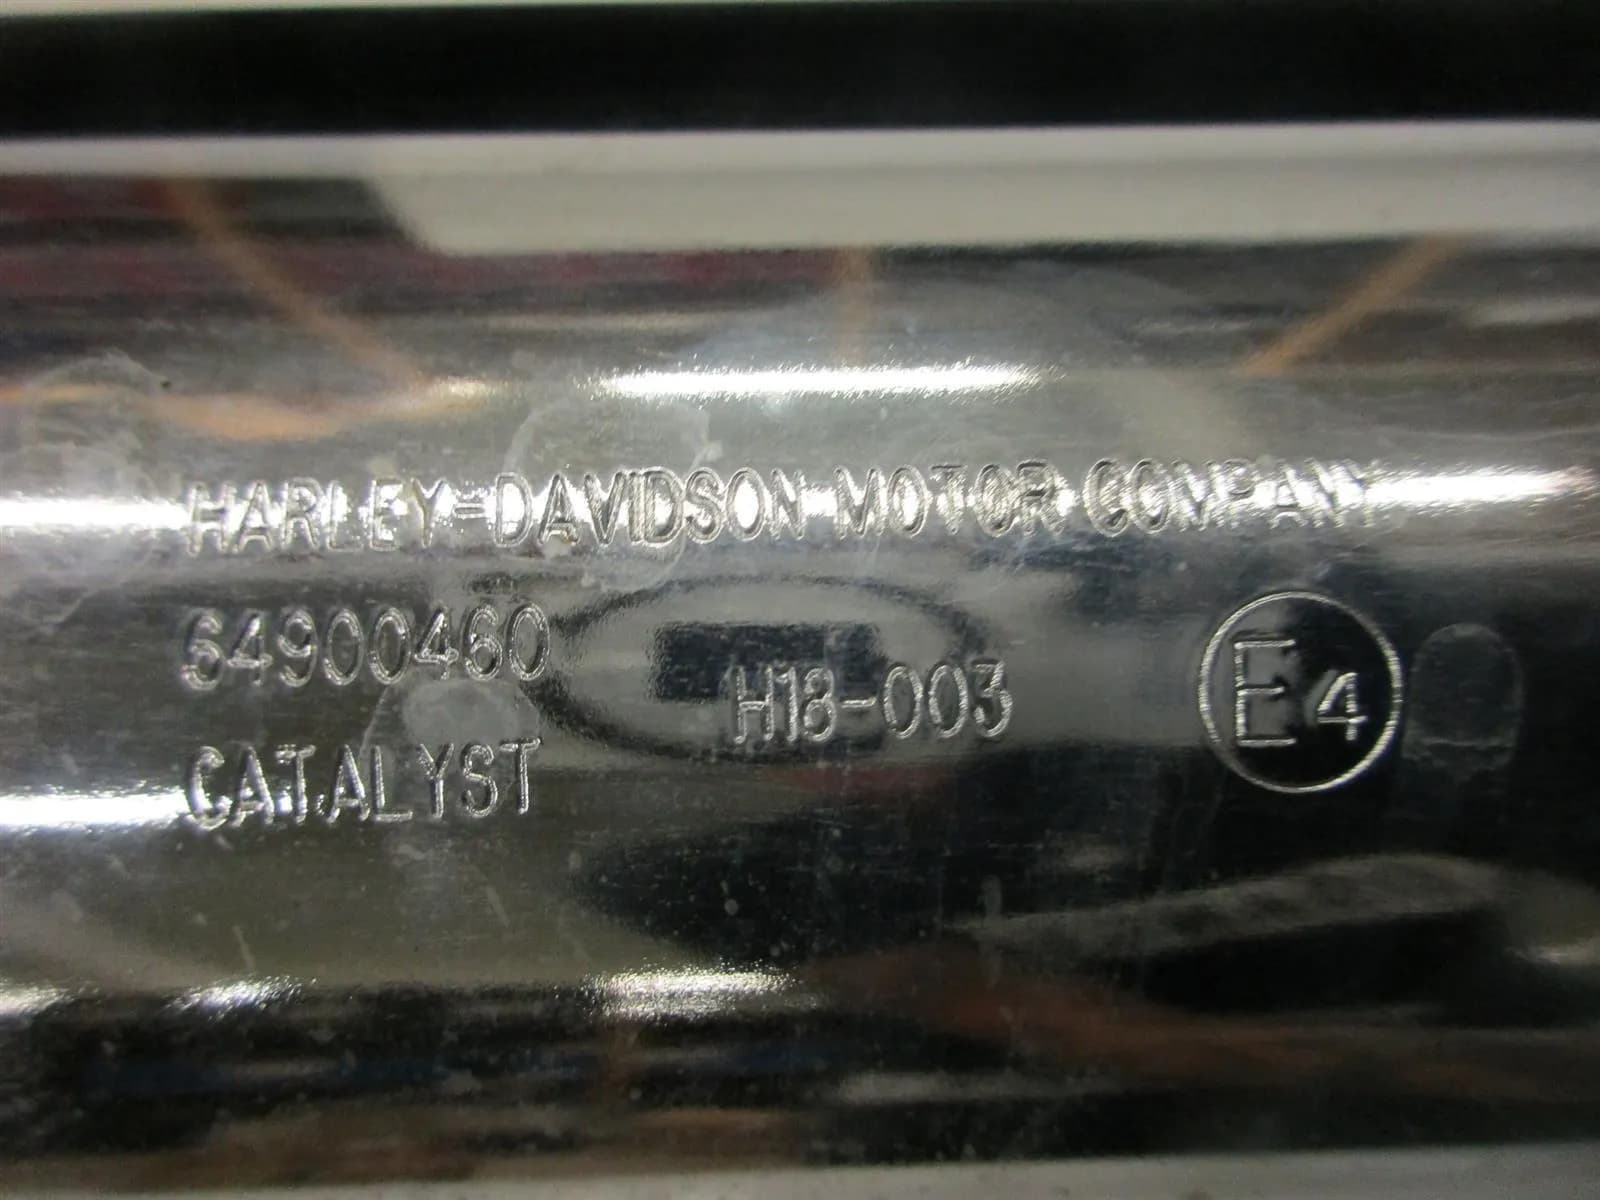 HARLEY-DAVIDSON MOTOR COMPANY
64900460
H18-003
E4
CATALYST